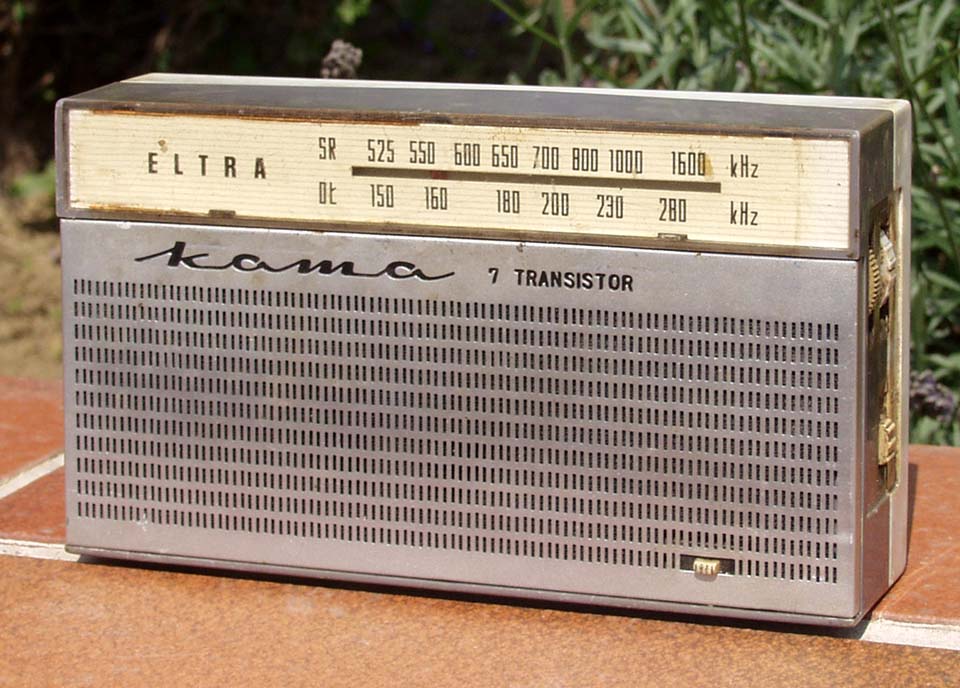 ELTRA
SR 525 550 600 650 700 800 1000 1600 kHz
DŁ 150 160 180 200 230 280 kHz
kama 7 TRANSISTOR